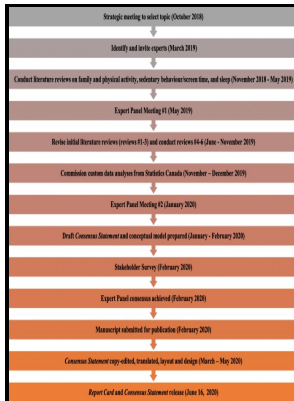 Strategic meeting to select topic (October 2018)
Identify and invite experts (March 2019)
Conduct literature reviews on family and physical activity, sedentary behaviour/screen time, and sleep (November 2018 - May 2019)
Expert Panel Meeting #1 (May 2019)
Revise initial literature reviews (reviews #1-3) and conduct reviews #4-6 (June - November 2019)
Commission custom data analyses from Statistics Canada (November – December 2019)
Expert Panel Meeting #2 (January 2020)
Draft Consensus Statement and conceptual model prepared (January - February 2020)
Stakeholder Survey (February 2020)
Expert Panel consensus achieved (February 2020)
Manuscript submitted for publication (February 2020)
Consensus Statement copy-edited, translated, layout and design (March – May 2020)
Report Card and Consensus Statement release (June 16, 2020)